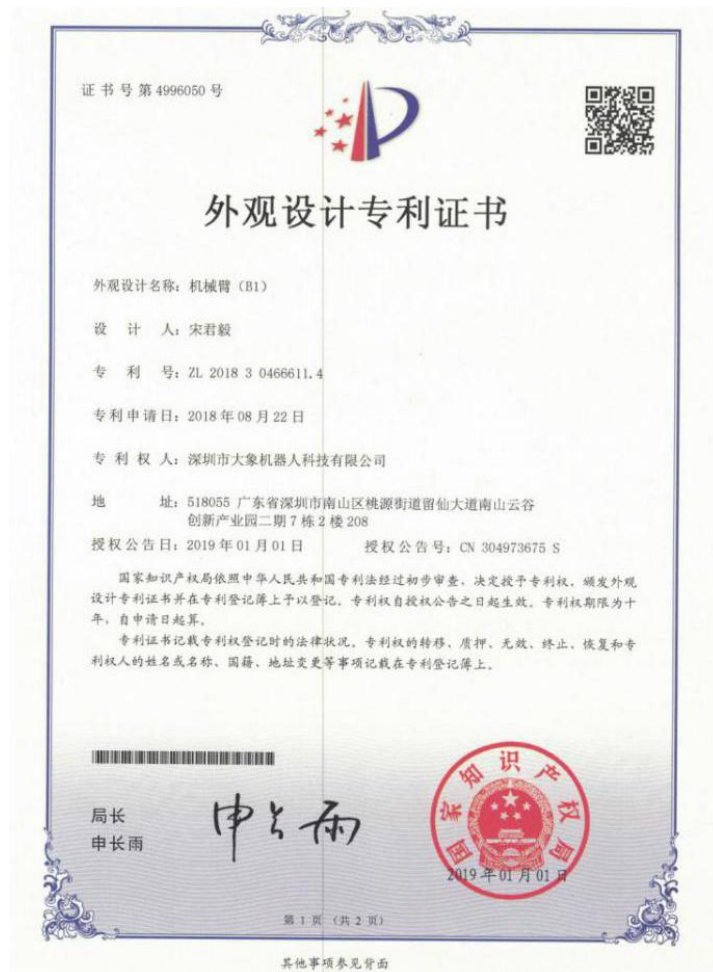 证书号第4996050号
外观设计专利证书
外观设计名称：机械臂（B1）
设 计 人：宋君毅
专 利 号：ZL 2018 3 0466611.4
专利申请日：2018年08月22日
专 利 权 人：深圳市大象机器人科技有限公司
地 址：518055 广东省深圳市南山区桃源街道留仙大道南山云谷
创新产业园二期7栋2楼208
授权公告日：2019年01月01日 授权公告号：CN 304973675 S
国家知识产权局依照中华人民共和国专利法经过初步审查，决定授予专利权，颁发外观
设计专利证书并在专利登记簿上予以登记。专利权自授权公告之日起生效。专利权期限为十
年，自申请日起算。
专利证书记载专利权登记时的法律状况。专利权的转移、质押、无效、终止、恢复和专
利权人的姓名或名称、国籍、地址变更等事项记载在专利登记簿上。
局长
申长雨
申长雨
国家知识产权局
2019年01月01日
第 1 页 （共 2 页）
其他事项参见背面